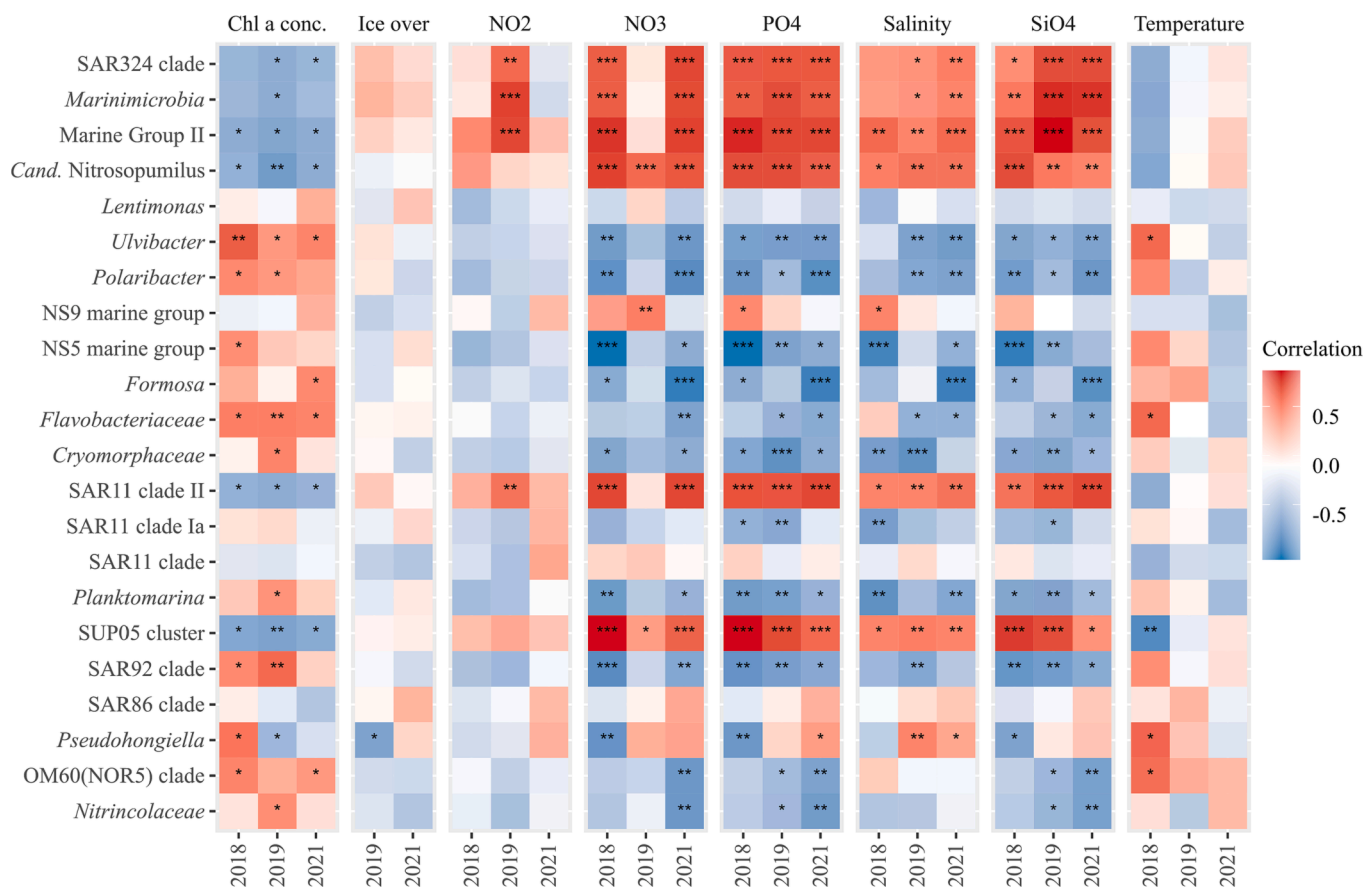 Chl a conc. Ice over NO2 NO3 PO4 Salinity SiO4 Temperature
SAR324 clade * * ** *** *** *** *** *** * ** * *** ***
Marinimicrobia * *** *** *** ** *** *** * ** ** *** ***
Marine Group II * * * *** *** *** *** *** *** ** ** *** *** *** ***
Cand. Nitrosopumilus * ** * *** *** *** *** *** *** * ** ** *** ** **
Lentimonas
Ulvibacter ** * * ** ** * ** ** ** ** * * ** *
Polaribacter * * ** *** ** * *** ** ** ** * **
NS9 marine group ** * *
NS5 marine group * *** * *** ** * *** * *** **
Formosa * * *** * *** *** * ***
Flavobacteriaceae * ** * ** * * * * * * *
Cryomorphaceae * * * * *** * ** *** * ** *
SAR11 clade II * * * ** *** *** *** *** *** * ** ** ** *** ***
SAR11 clade Ia * ** ** *
SAR11 clade
Planktomarina * ** * ** ** * ** ** * ** *
SUP05 cluster * ** * *** * *** *** *** ** * ** ** *** *** * **
SAR92 clade * ** *** ** ** ** * ** ** ** *
SAR86 clade
Pseudohongiella * * * ** ** * ** * * *
OM60(NOR5) clade * * ** * ** * ** *
Nitrincolaceae * ** * ** * **
2018 2019 2021 2019 2021 2018 2019 2021 2018 2019 2021 2018 2019 2021 2018 2019 2021 2018 2019 2021 2018 2019 2021
Correlation
0.5
0.0
-0.5